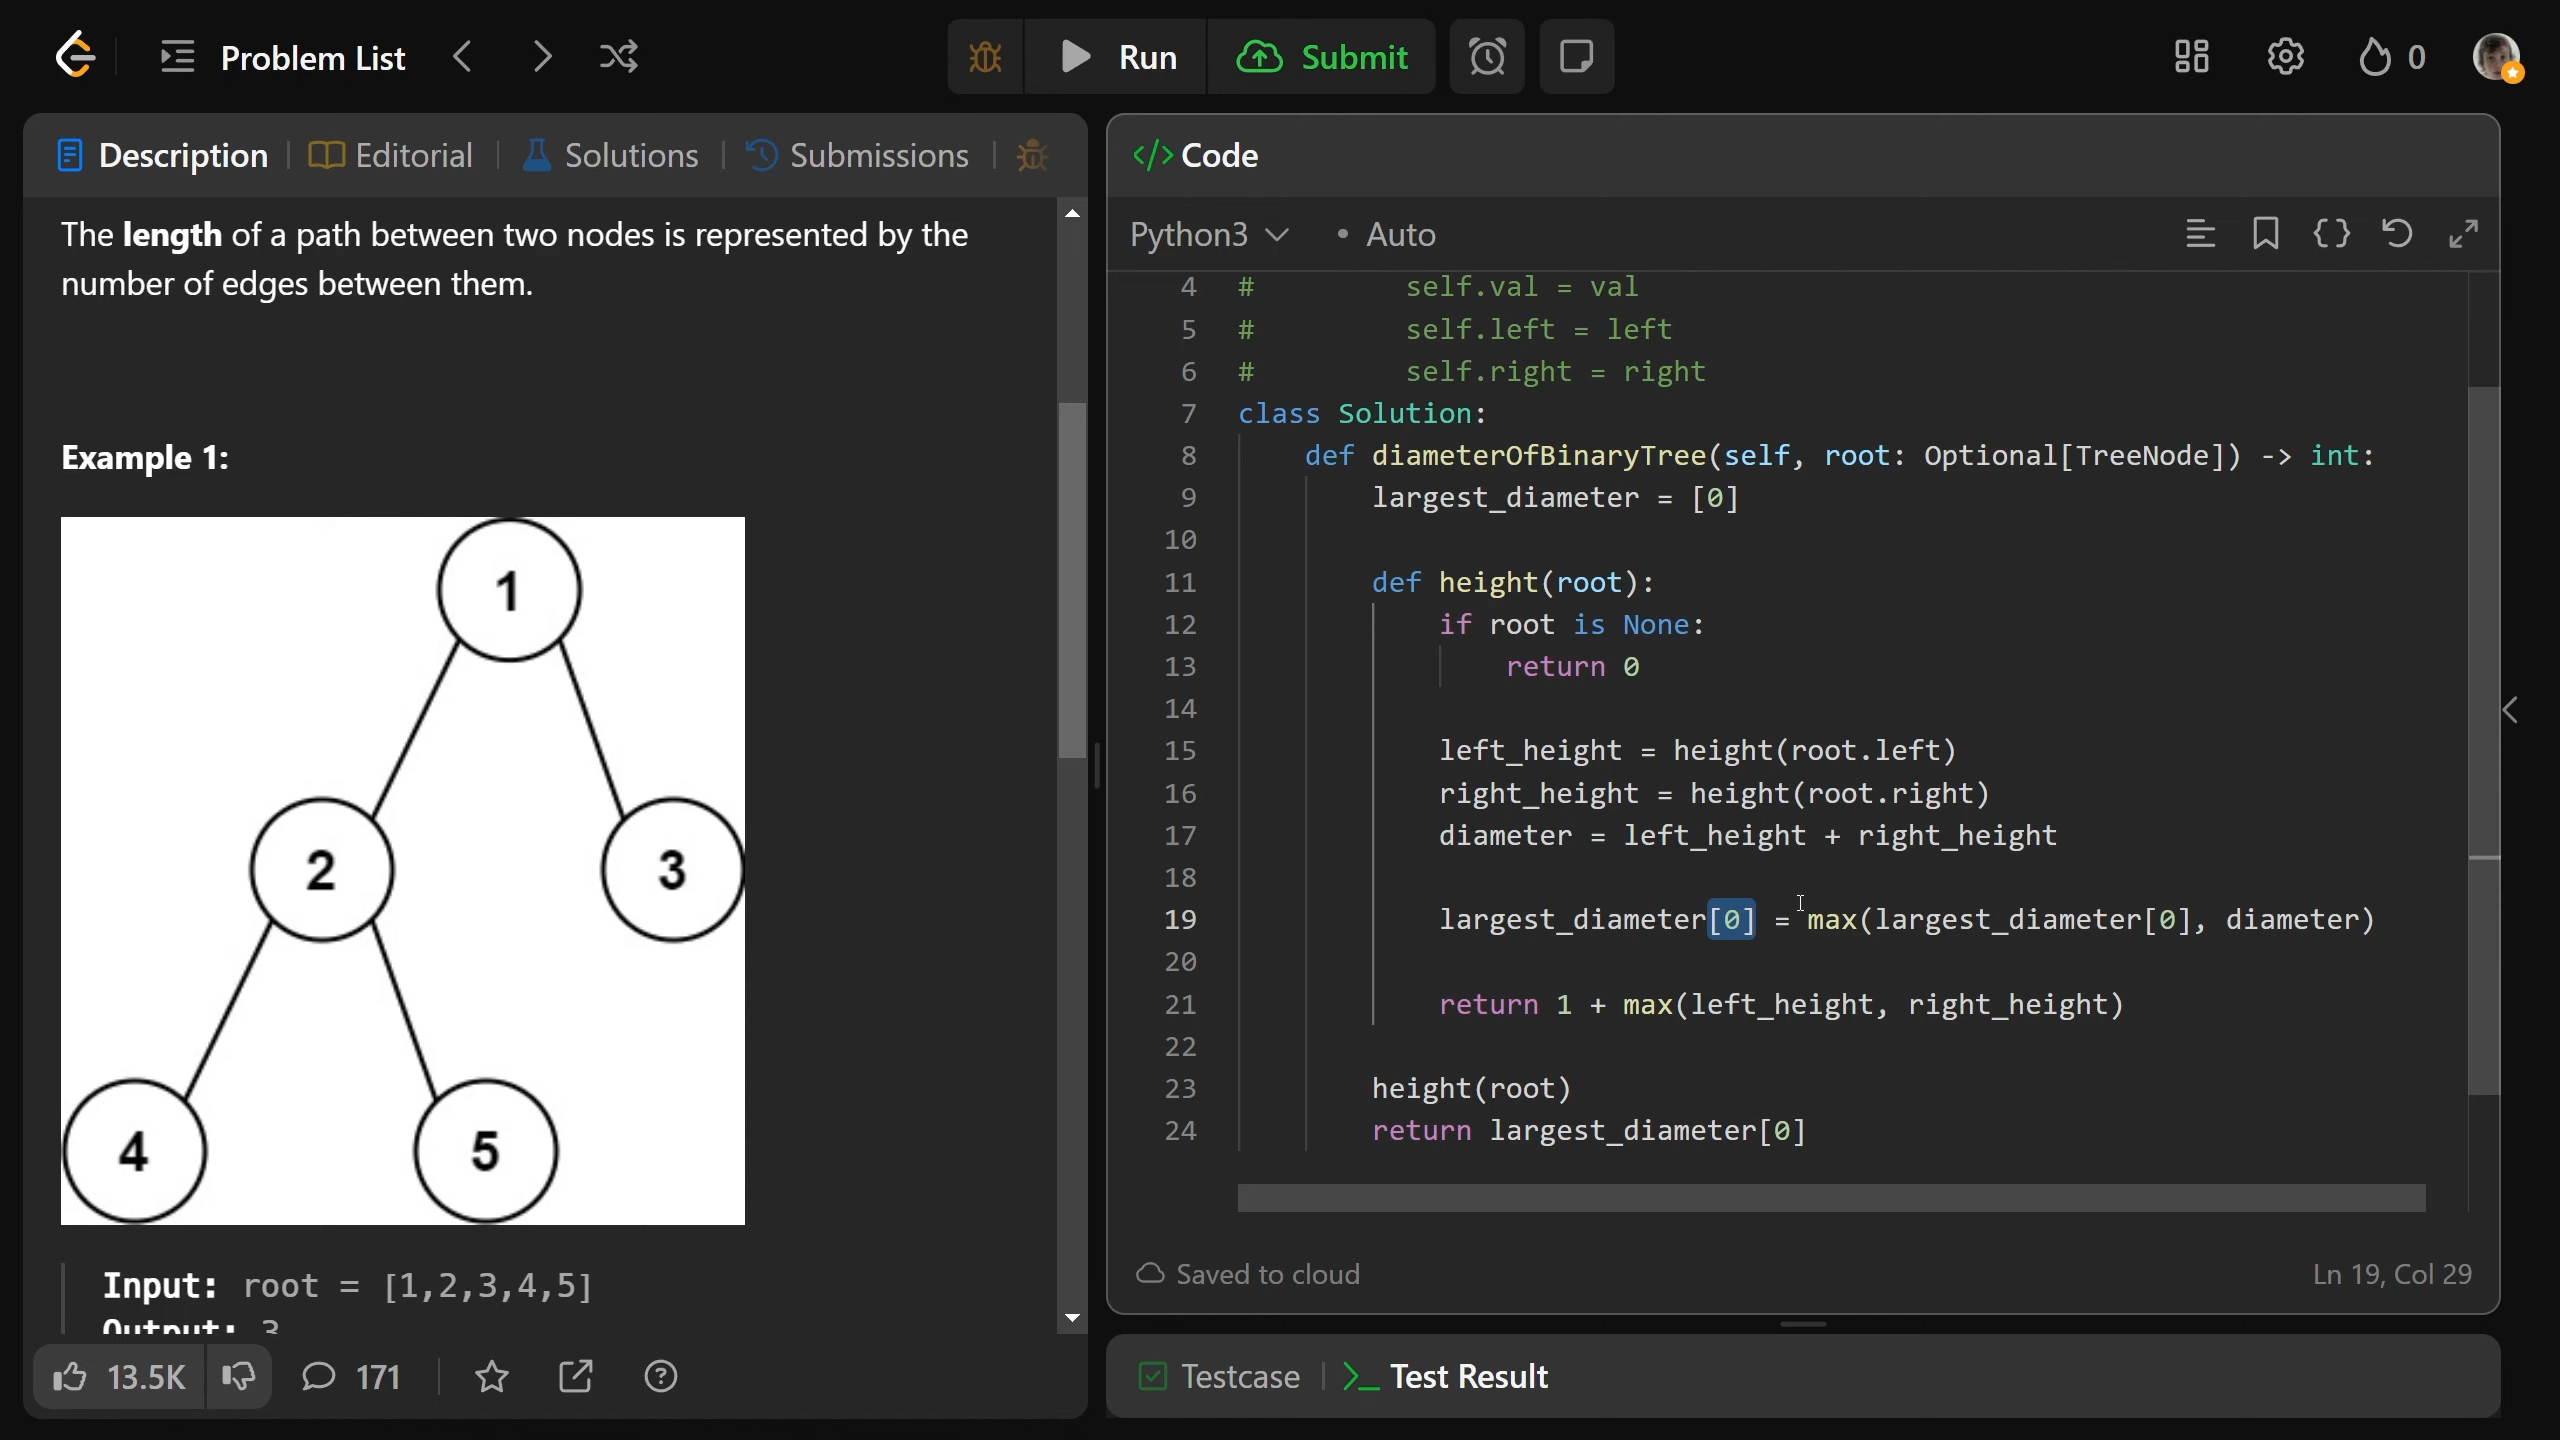 Problem List
Run
Submit
0
Description
Editorial
Solutions
Submissions
The length of a path between two nodes is represented by the
number of edges between them.
Example 1:
1
2
3
4
5
Input: root = [1,2,3,4,5]
Output: 3
13.5K
171
</> Code
Python3
• Auto
4 #         self.val = val
5 #         self.left = left
6 #         self.right = right
7 class Solution:
8     def diameterOfBinaryTree(self, root: Optional[TreeNode]) -> int:
9         largest_diameter = [0]
10
11         def height(root):
12             if root is None:
13                 return 0
14
15             left_height = height(root.left)
16             right_height = height(root.right)
17             diameter = left_height + right_height
18
19             largest_diameter[0] = max(largest_diameter[0], diameter)
20
21             return 1 + max(left_height, right_height)
22
23         height(root)
24         return largest_diameter[0]
Saved to cloud
Ln 19, Col 29
Testcase
Test Result